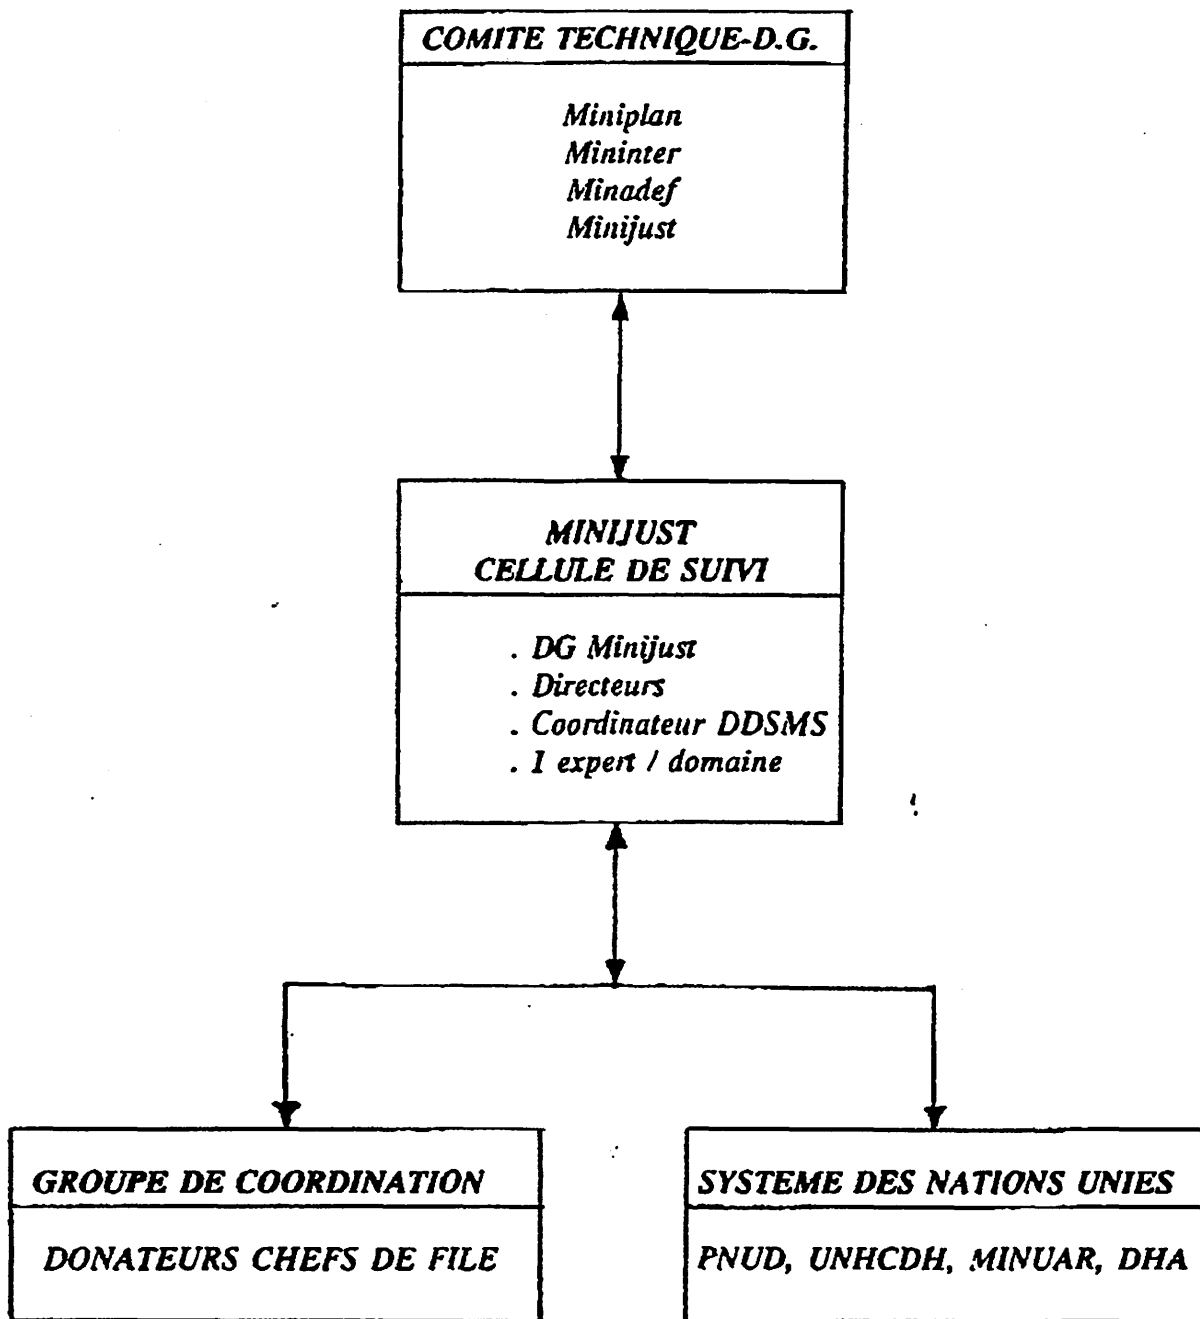 COMITE TECHNIQUE-D.G.
Miniplan
Mininter
Minadef
Minijust
MINIJUST
CELLULE DE SUIVI
. DG Minijust
. Directeurs
. Coordinateur DDSMS
. 1 expert / domaine
GROUPE DE COORDINATION
DONATEURS CHEFS DE FILE
SYSTEME DES NATIONS UNIES
PNUD, UNHCDH, MINUAR, DHA